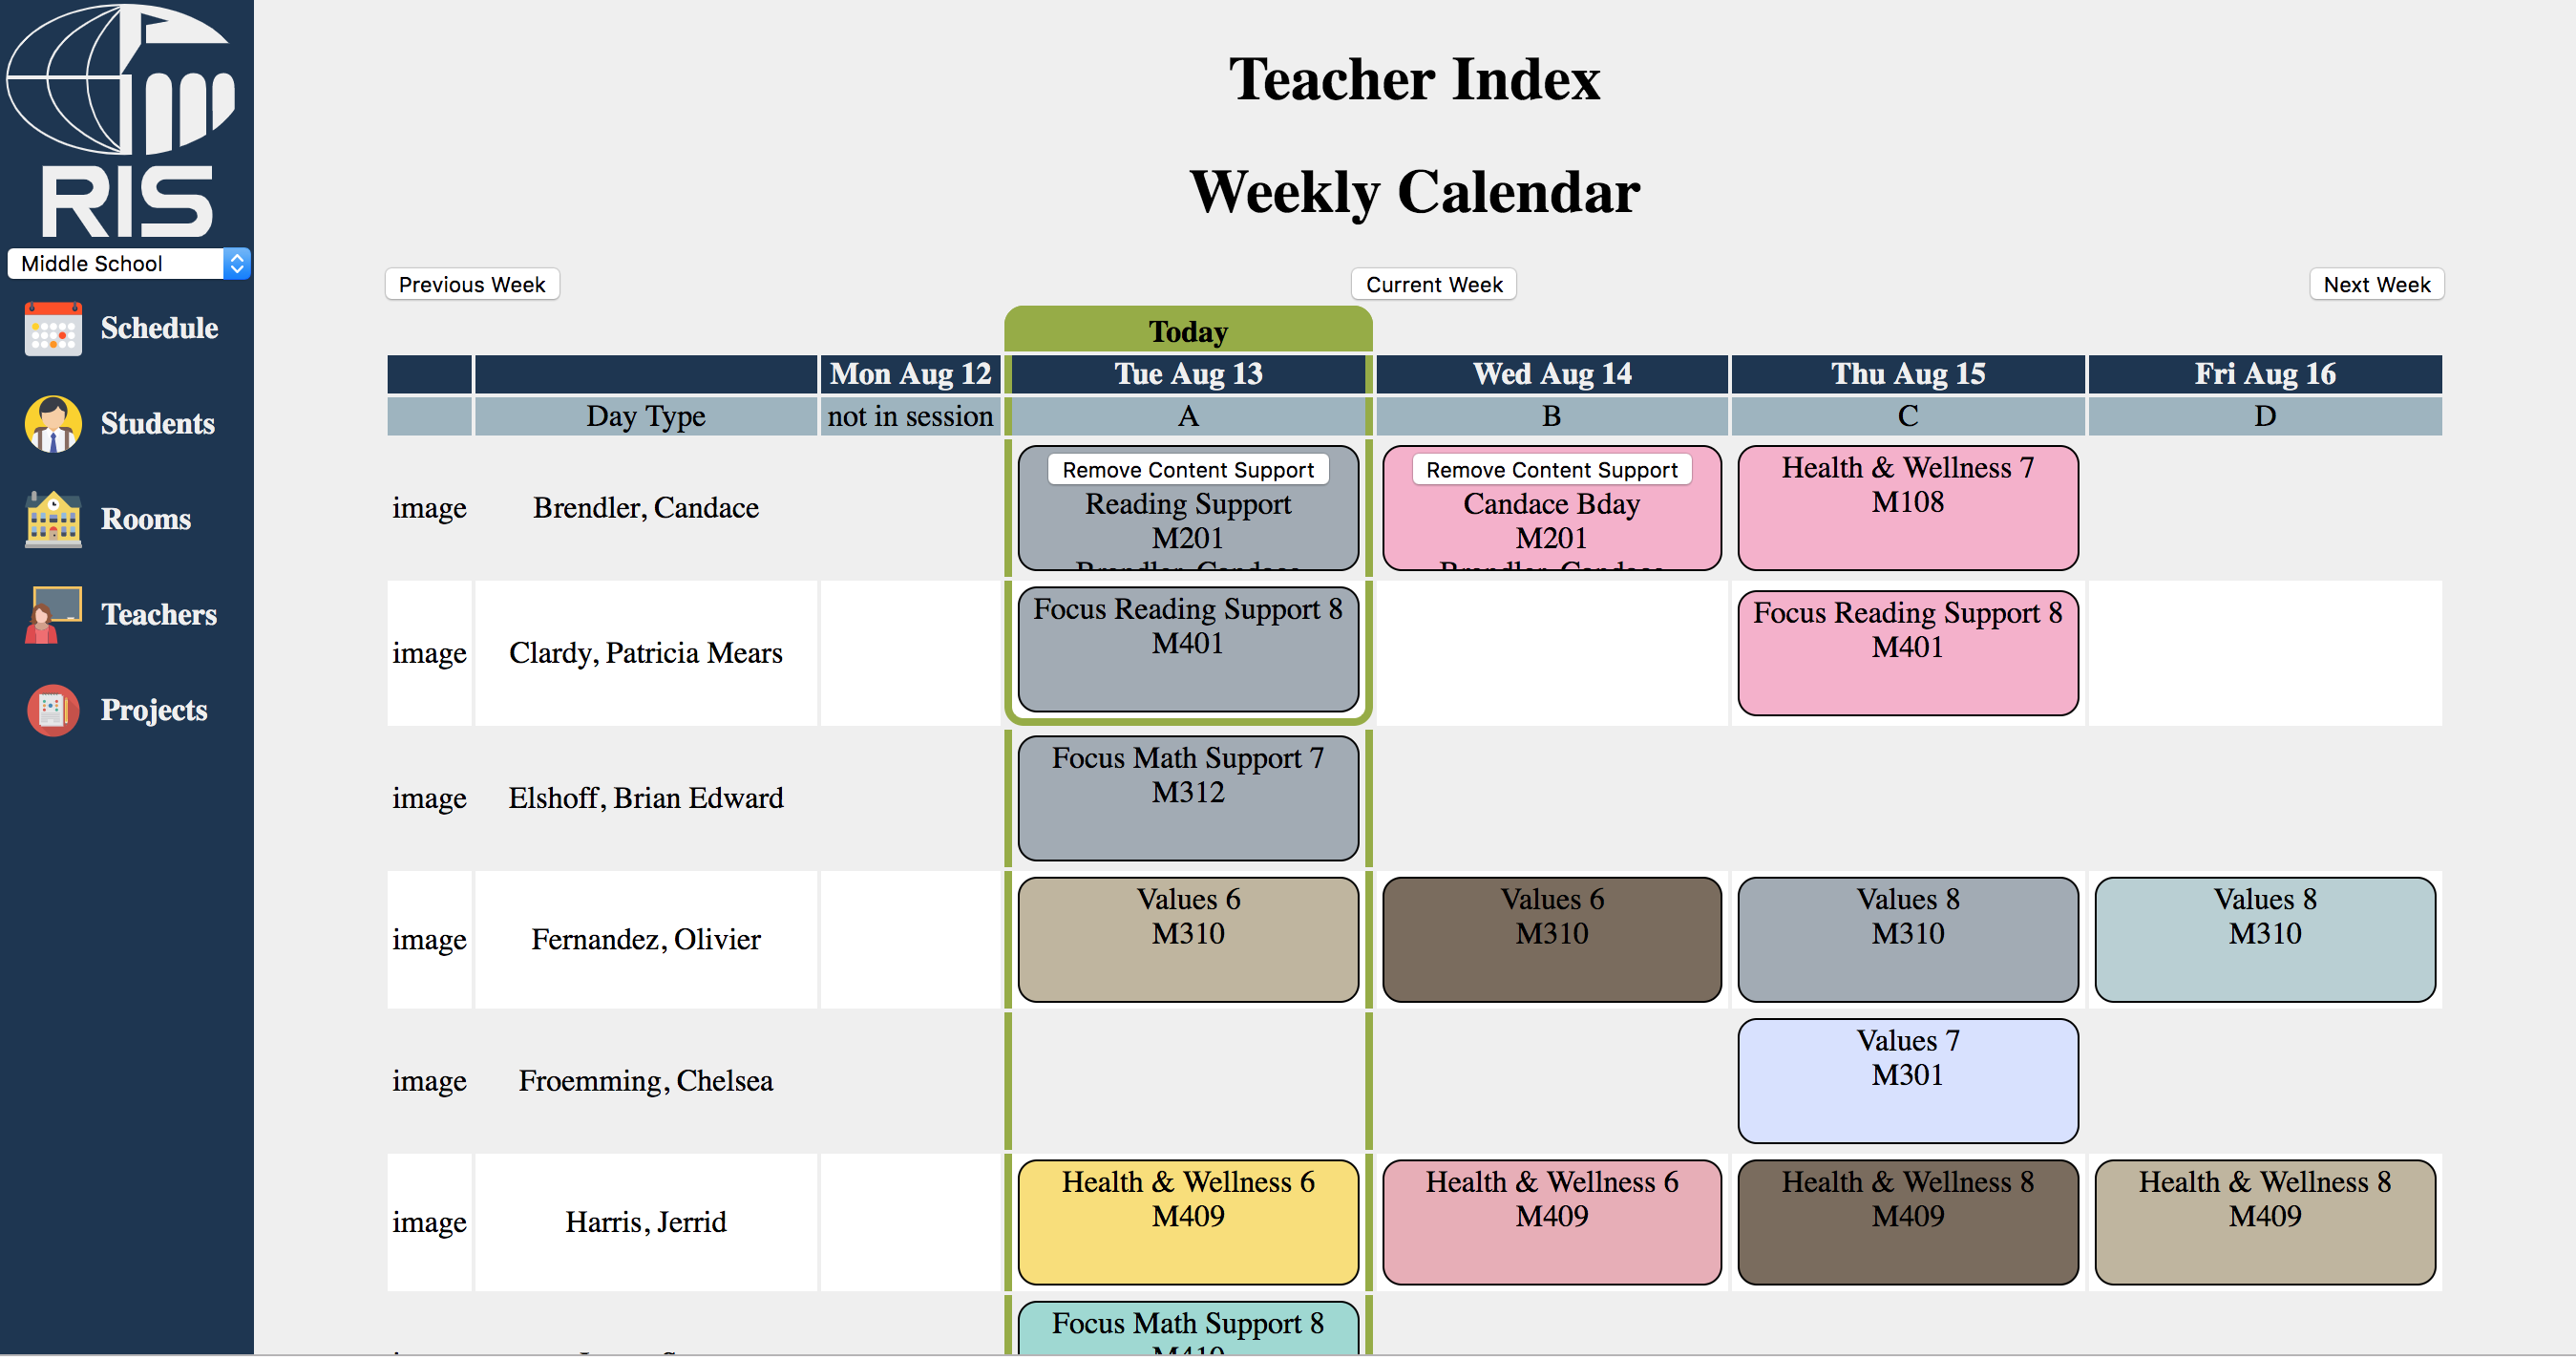 RIS
Middle School
Schedule
Students
Rooms
Teachers
Projects
Teacher Index
Weekly Calendar
Previous Week
Current Week
Next Week
Today
Mon Aug 12
Tue Aug 13
Wed Aug 14
Thu Aug 15
Fri Aug 16
Day Type
not in session
A
B
C
D
image
Brendler, Candace
Remove Content Support
Reading Support
M201
Brendler, Candace
Remove Content Support
Candace Bday
M201
Brendler, Candace
Health & Wellness 7
M108
image
Clardy, Patricia Mears
Focus Reading Support 8
M401
Focus Reading Support 8
M401
image
Elshoff, Brian Edward
Focus Math Support 7
M312
image
Fernandez, Olivier
Values 6
M310
Values 6
M310
Values 8
M310
Values 8
M310
image
Froemming, Chelsea
Values 7
M301
image
Harris, Jerrid
Health & Wellness 6
M409
Health & Wellness 6
M409
Health & Wellness 8
M409
Health & Wellness 8
M409
Focus Math Support 8
M410